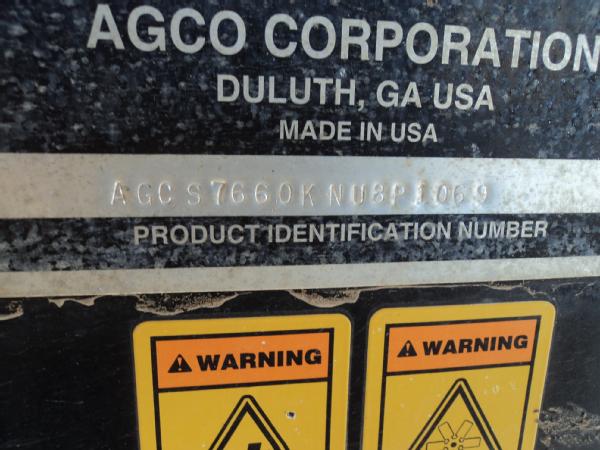 AGCO CORPORATION
DULUTH, GA USA
MADE IN USA
AGCS7660KNU8P1069
PRODUCT IDENTIFICATION NUMBER
WARNING
WARNING